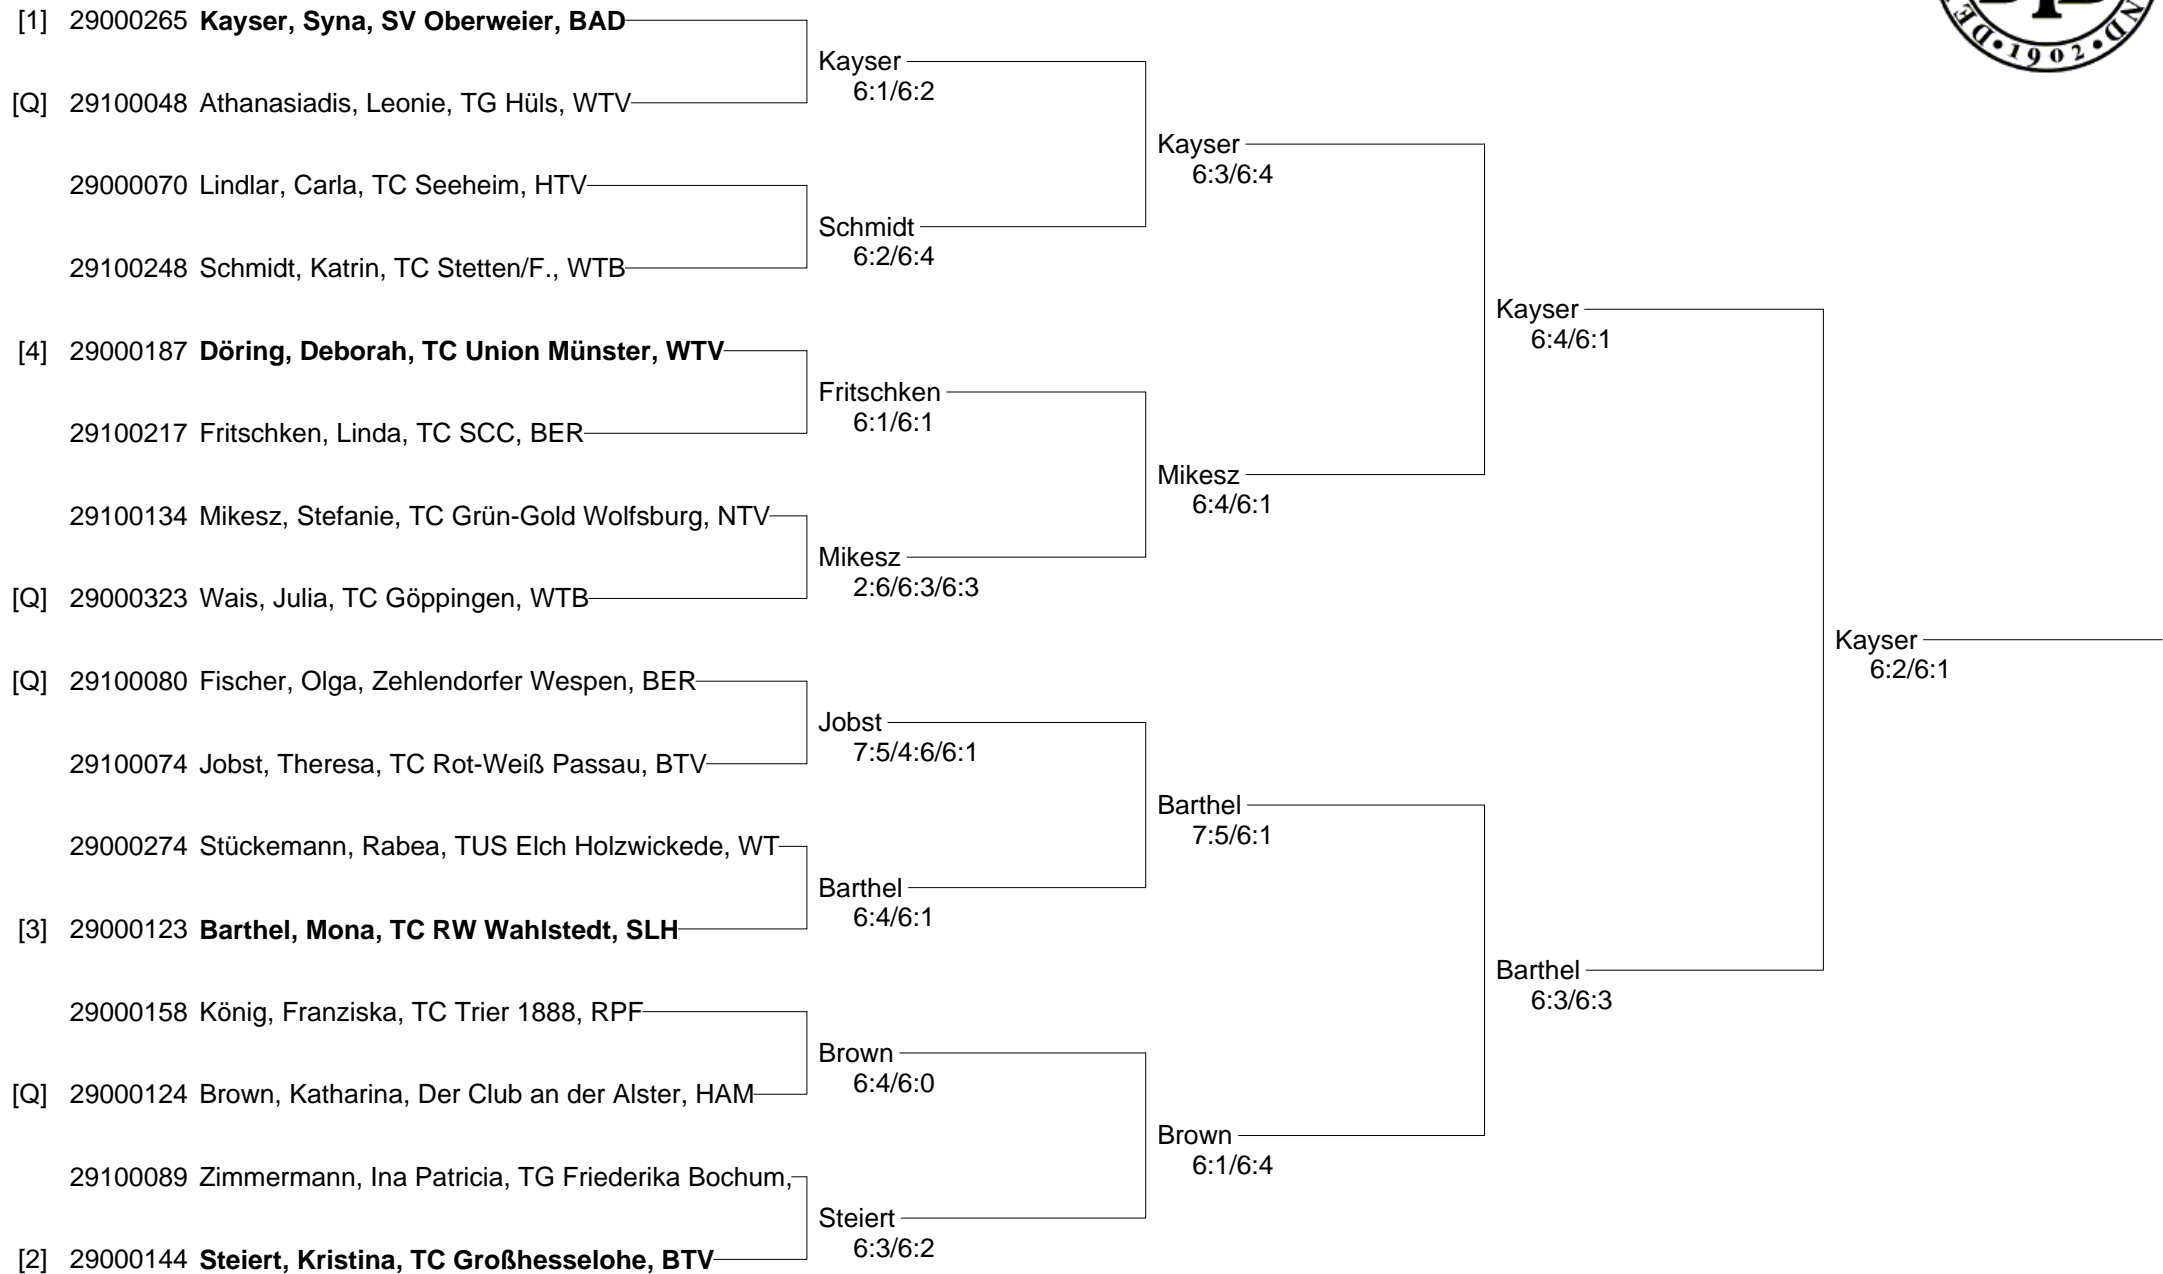 [1] 29000265 Kayser, Syna, SV Oberweier, BAD
Kayser
6:1/6:2
[Q] 29100048 Athanasiadis, Leonie, TG Hüls, WTV
Kayser
6:3/6:4
29000070 Lindlar, Carla, TC Seeheim, HTV
Schmidt
6:2/6:4
29100248 Schmidt, Katrin, TC Stetten/F., WTB
Kayser
6:4/6:1
[4] 29000187 Döring, Deborah, TC Union Münster, WTV
Fritschken
6:1/6:1
29100217 Fritschken, Linda, TC SCC, BER
Mikesz
6:4/6:1
29100134 Mikesz, Stefanie, TC Grün-Gold Wolfsburg, NTV
Mikesz
2:6/6:3/6:3
[Q] 29000323 Wais, Julia, TC Göppingen, WTB
Kayser
6:2/6:1
[Q] 29100080 Fischer, Olga, Zehlendorfer Wespen, BER
Jobst
7:5/4:6/6:1
29100074 Jobst, Theresa, TC Rot-Weiß Passau, BTV
Barthel
7:5/6:1
29000274 Stückemann, Rabea, TUS Elch Holzwickede, WT
Barthel
6:4/6:1
[3] 29000123 Barthel, Mona, TC RW Wahlstedt, SLH
Barthel
6:3/6:3
29000158 König, Franziska, TC Trier 1888, RPF
Brown
6:4/6:0
[Q] 29000124 Brown, Katharina, Der Club an der Alster, HAM
Brown
6:1/6:4
29100089 Zimmermann, Ina Patricia, TG Friederika Bochum,
Steiert
6:3/6:2
[2] 29000144 Steiert, Kristina, TC Großhesselohe, BTV
•1902•